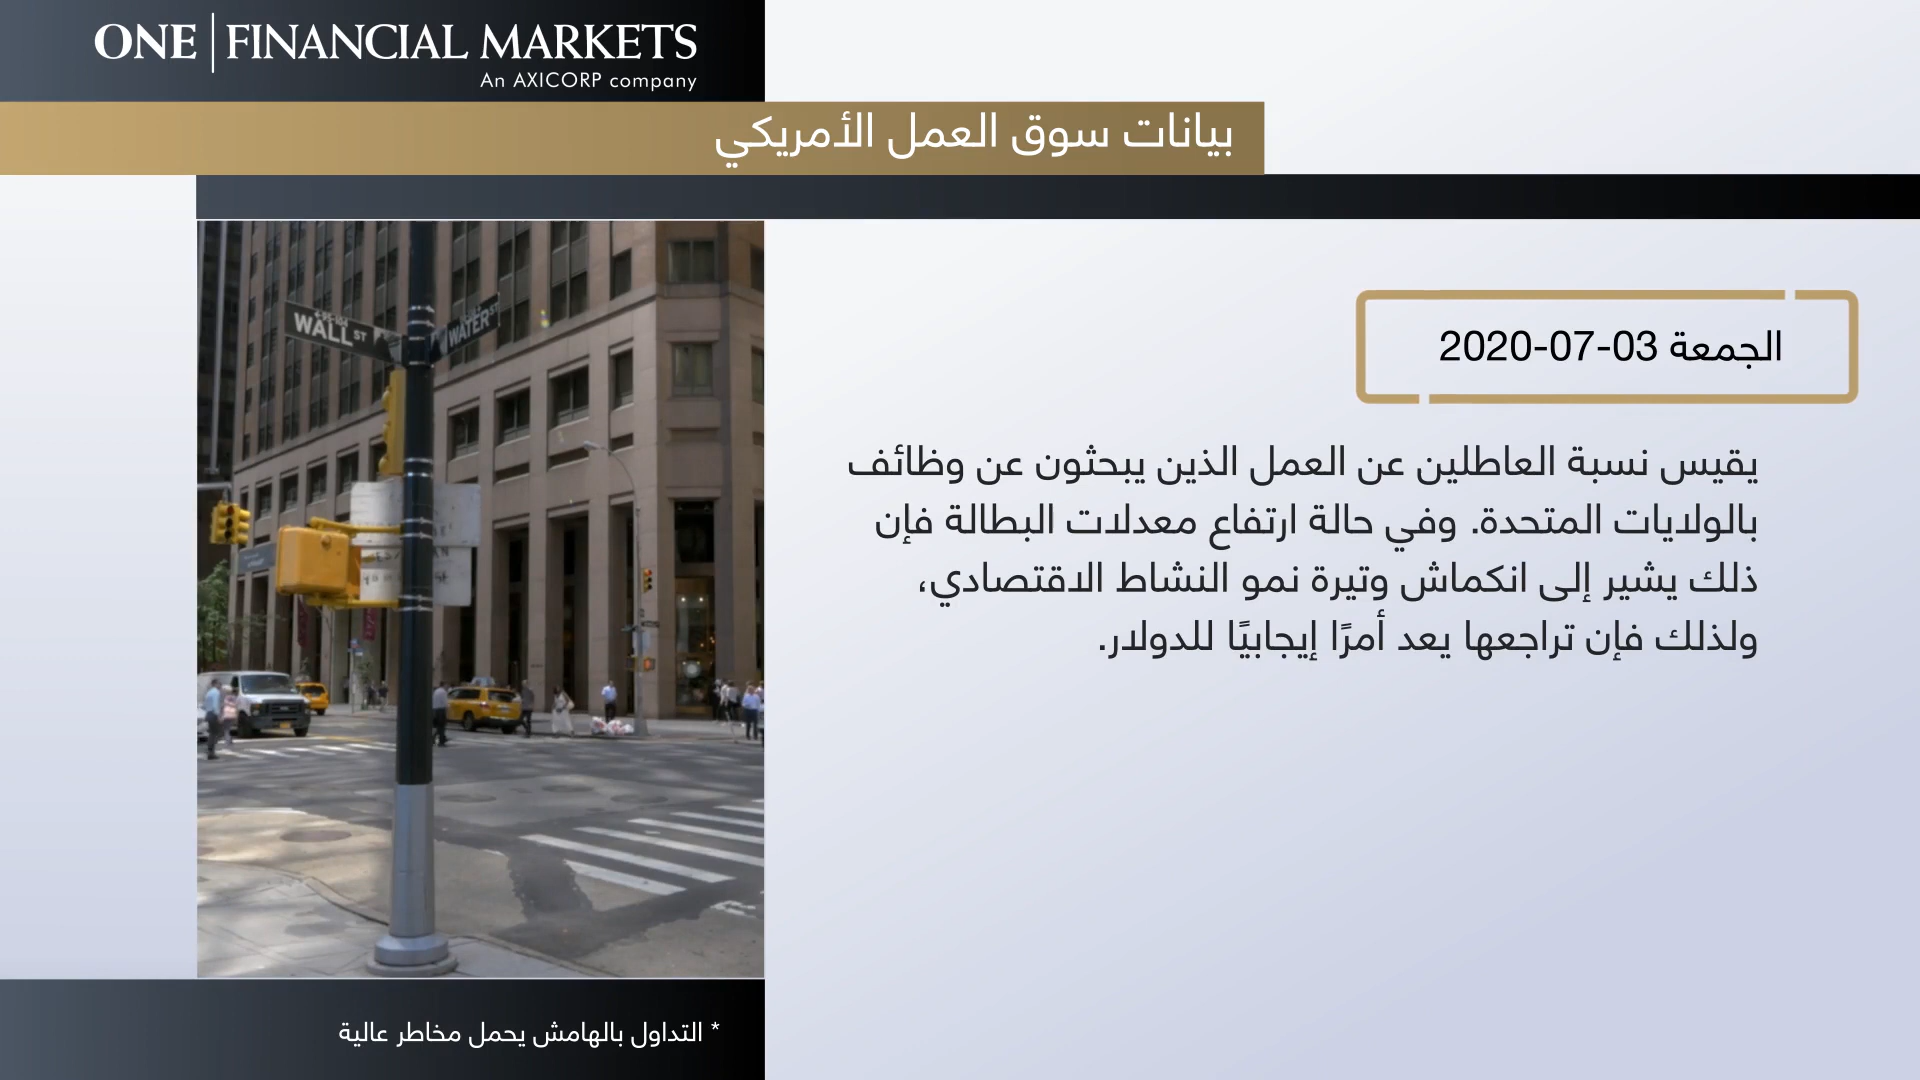 ONE | FINANCIAL MARKETS
An AXICORP company
بيانات سوق العمل الأمريكي
الجمعة 03-07-2020
يقيس نسبة العاطلين عن العمل الذين يبحثون عن وظائف
بالولايات المتحدة. وفي حالة ارتفاع معدلات البطالة فإن
ذلك يشير إلى انكماش وتيرة نمو النشاط الاقتصادي،
ولذلك فإن تراجعها يعد أمرًا إيجابيًا للدولار.
WALL ST
WATER ST
* التداول بالهامش يحمل مخاطر عالية